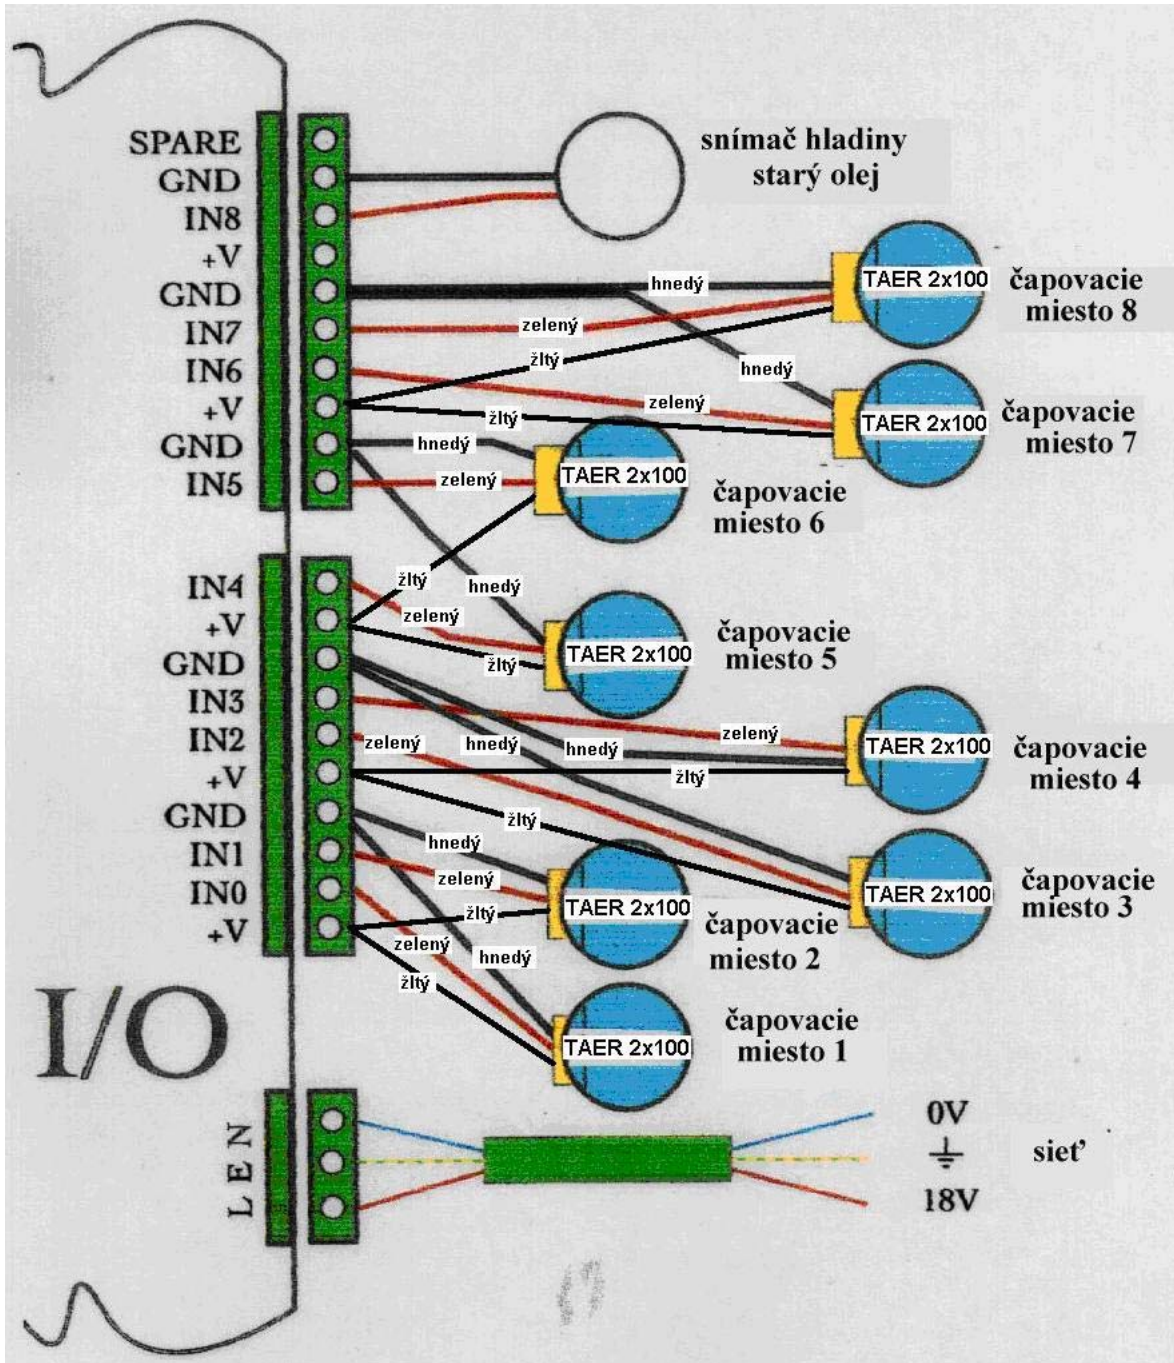 SPARE
GND
IN8
+V
GND
IN7
IN6
+V
GND
IN5
IN4
+V
GND
IN3
IN2
+V
GND
IN1
IN0
+V
I/O
L E N
snímač hladiny
starý olej
hnedý
TAER 2x100
čapovacie
miesto 8
zelený
žltý
hnedý
zelený
TAER 2x100
čapovacie
miesto 7
žltý
hnedý
zelený
TAER 2x100
čapovacie
miesto 6
žltý
hnedý
zelený
žltý
TAER 2x100
čapovacie
miesto 5
zelený
hnedý
žltý
TAER 2x100
čapovacie
miesto 4
zelený
hnedý
žltý
TAER 2x100
čapovacie
miesto 3
hnedý
zelený
žltý
TAER 2x100
čapovacie
miesto 2
zelený
hnedý
žltý
TAER 2x100
čapovacie
miesto 1
0V
sieť
18V